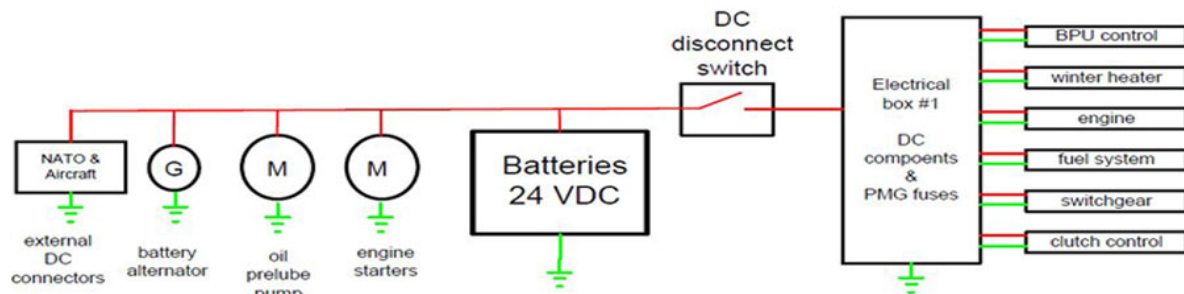 DC
disconnect
switch
NATO &
Aircraft
G
M
M
Batteries
24 VDC
Electrical
box #1
DC
compoents
&
PMG fuses
BPU control
winter heater
engine
fuel system
switchgear
clutch control
external
DC
connectors
battery
alternator
oil
prelube
pump
engine
starters